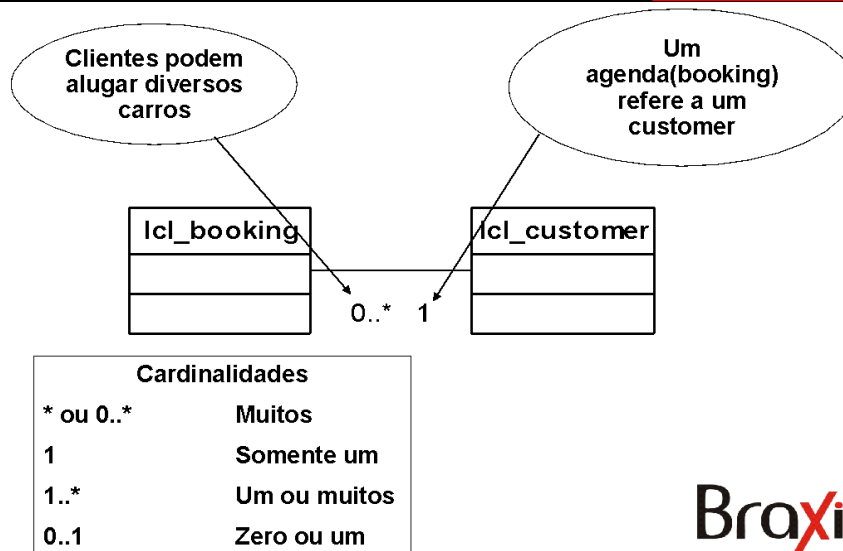 Clientes podem
alugar diversos
carros
Um
agenda(booking)
refere a um
customer
lcl_booking
lcl_customer
0..* 1
Cardinalidades
* ou 0..* Muitos
1 Somente um
1..* Um ou muitos
0..1 Zero ou um
Braxi